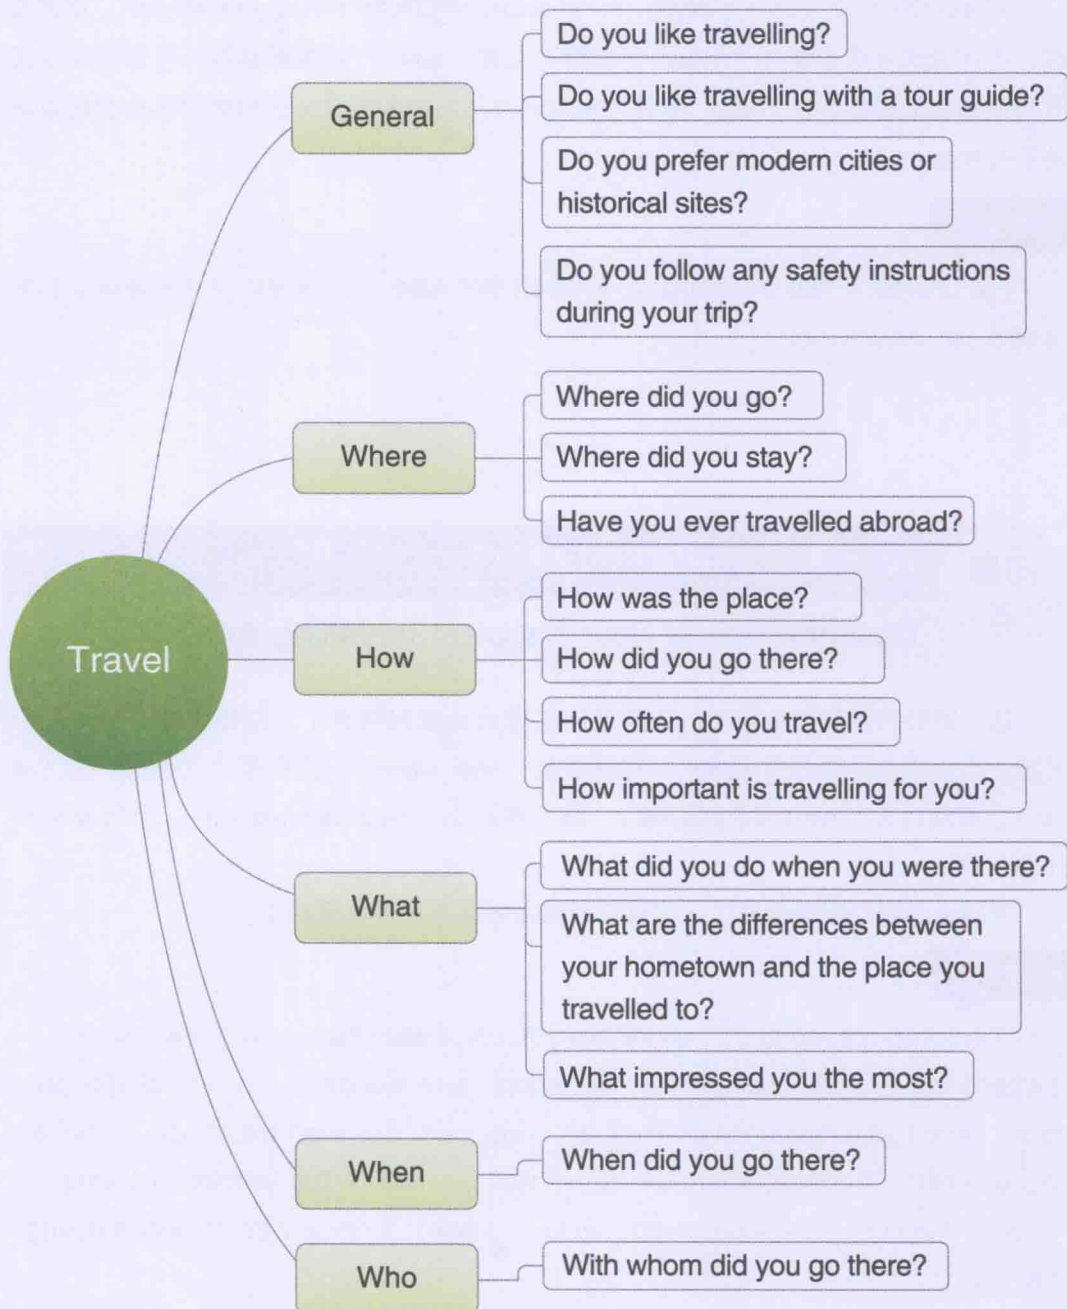 Travel
General
Do you like travelling?
Do you like travelling with a tour guide?
Do you prefer modern cities or
historical sites?
Do you follow any safety instructions
during your trip?
Where
Where did you go?
Where did you stay?
Have you ever travelled abroad?
How
How was the place?
How did you go there?
How often do you travel?
How important is travelling for you?
What
What did you do when you were there?
What are the differences between
your hometown and the place you
travelled to?
What impressed you the most?
When
When did you go there?
Who
With whom did you go there?